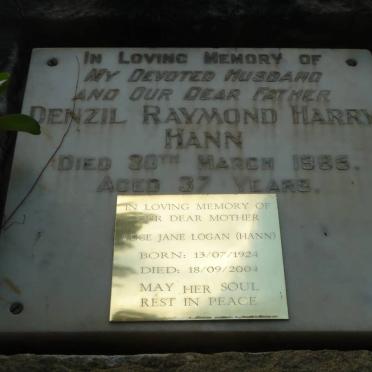 IN LOVING MEMORY OF
MY DEVOTED HUSBAND
AND OUR DEAR FATHER
DENZIL RAYMOND HARRY
HANN
DIED 30TH MARCH 1965.
AGED 37 YEARS.
IN LOVING MEMORY OF
OUR DEAR MOTHER
JANE LOGAN (HANN)
BORN: 13/07/1924
DIED: 18/09/2004
MAY HER SOUL
REST IN PEACE